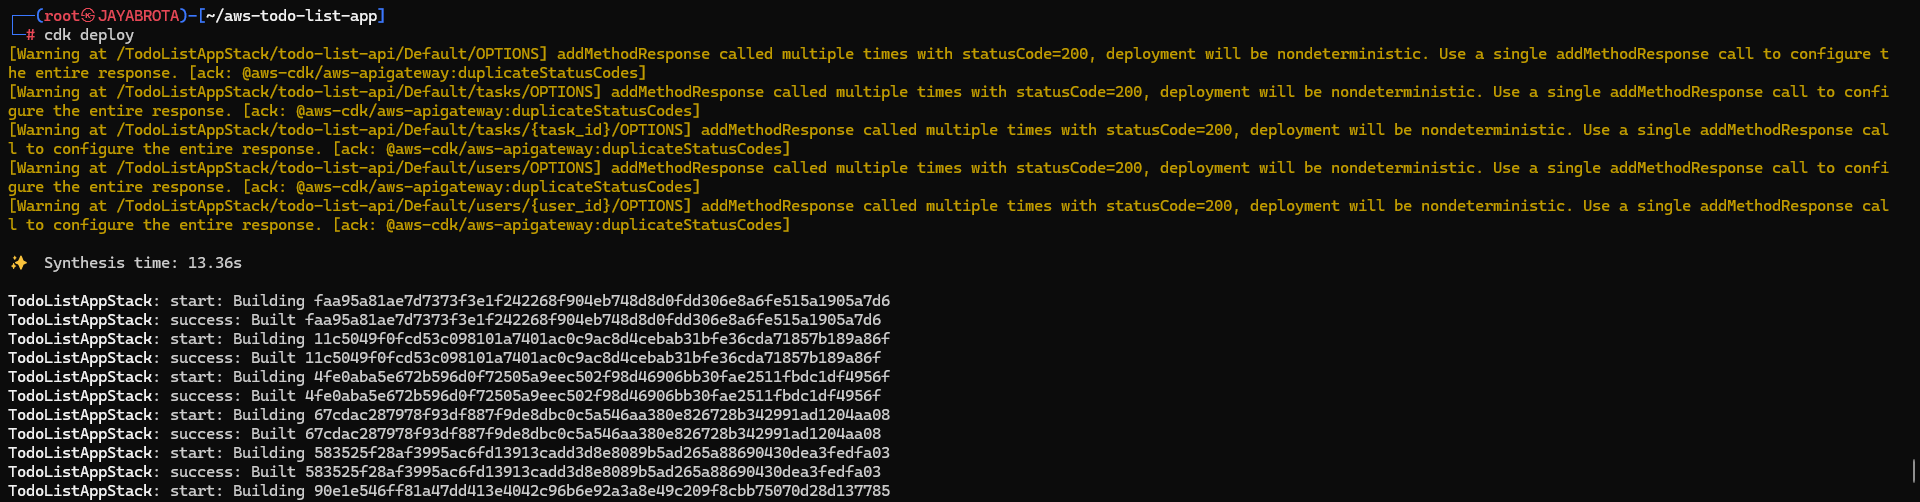 (root㉿JAYABROTA)-[~/aws-todo-list-app]
# cdk deploy
[Warning at /TodoListAppStack/todo-list-api/Default/OPTIONS] addMethodResponse called multiple times with statusCode=200, deployment will be nondeterministic. Use a single addMethodResponse call to configure t
he entire response. [ack: @aws-cdk/aws-apigateway:duplicateStatusCodes]
[Warning at /TodoListAppStack/todo-list-api/Default/tasks/OPTIONS] addMethodResponse called multiple times with statusCode=200, deployment will be nondeterministic. Use a single addMethodResponse call to confi
gure the entire response. [ack: @aws-cdk/aws-apigateway:duplicateStatusCodes]
[Warning at /TodoListAppStack/todo-list-api/Default/tasks/{task_id}/OPTIONS] addMethodResponse called multiple times with statusCode=200, deployment will be nondeterministic. Use a single addMethodResponse cal
l to configure the entire response. [ack: @aws-cdk/aws-apigateway:duplicateStatusCodes]
[Warning at /TodoListAppStack/todo-list-api/Default/users/OPTIONS] addMethodResponse called multiple times with statusCode=200, deployment will be nondeterministic. Use a single addMethodResponse call to confi
gure the entire response. [ack: @aws-cdk/aws-apigateway:duplicateStatusCodes]
[Warning at /TodoListAppStack/todo-list-api/Default/users/{user_id}/OPTIONS] addMethodResponse called multiple times with statusCode=200, deployment will be nondeterministic. Use a single addMethodResponse cal
l to configure the entire response. [ack: @aws-cdk/aws-apigateway:duplicateStatusCodes]
✨ Synthesis time: 13.36s
TodoListAppStack: start: Building faa95a81ae7d7373f3e1f242268f904eb748d8d0fdd306e8a6fe515a1905a7d6
TodoListAppStack: success: Built faa95a81ae7d7373f3e1f242268f904eb748d8d0fdd306e8a6fe515a1905a7d6
TodoListAppStack: start: Building 11c5049f0fcd53c098101a7401ac0c9ac8d4cebab31bfe36cda71857b189a86f
TodoListAppStack: success: Built 11c5049f0fcd53c098101a7401ac0c9ac8d4cebab31bfe36cda71857b189a86f
TodoListAppStack: start: Building 4fe0aba5e672b596d0f72505a9eec502f98d46906bb30fae2511fbdc1df4956f
TodoListAppStack: success: Built 4fe0aba5e672b596d0f72505a9eec502f98d46906bb30fae2511fbdc1df4956f
TodoListAppStack: start: Building 67cdac287978f93df887f9de8dbc0c5a546aa380e826728b342991ad1204aa08
TodoListAppStack: success: Built 67cdac287978f93df887f9de8dbc0c5a546aa380e826728b342991ad1204aa08
TodoListAppStack: start: Building 583525f28af3995ac6fd13913cadd3d8e8089b5ad265a88690430dea3fedfa03
TodoListAppStack: success: Built 583525f28af3995ac6fd13913cadd3d8e8089b5ad265a88690430dea3fedfa03
TodoListAppStack: start: Building 90e1e546ff81a47dd413e4042c96b6e92a3a8e49c209f8cbb75070d28d137785